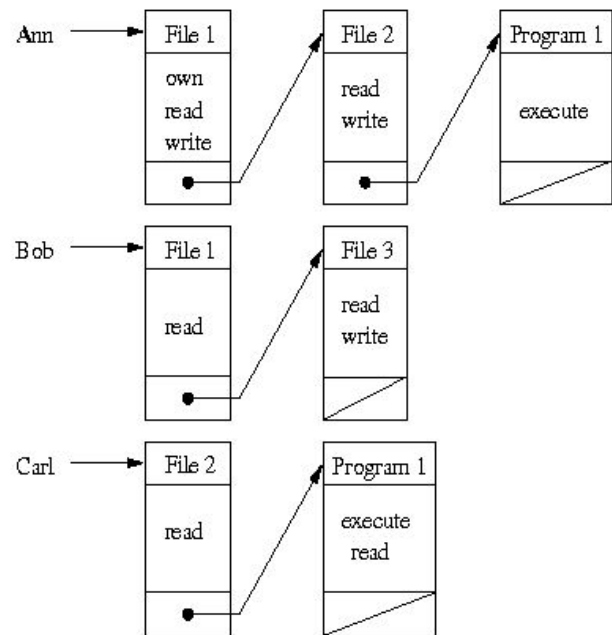 Ann
File 1
own
read
write
File 2
read
write
Program 1
execute
Bob
File 1
read
File 3
read
write
Carl
File 2
read
Program 1
execute
read